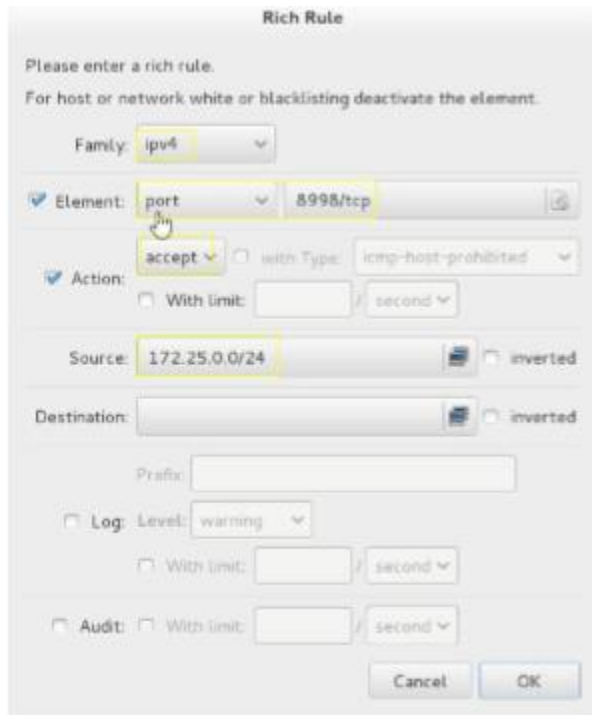 Rich Rule
Please enter a rich rule.
For host or network white or blacklisting deactivate the element.
Family: ipv4
Element: port 8998/tcp
accept with Type: icmp-host-prohibited
Action:
With limit: / second
Source: 172.25.0.0/24 inverted
Destination: inverted
Prefix:
Log: Level: warning
With limit: / second
Audit: With limit: / second
Cancel OK